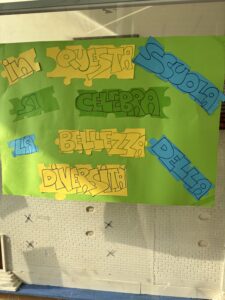 in QUESTA SCUOLA
SI CELEBRA
LA BELLEZZA DELLA
DIVERSITÀ